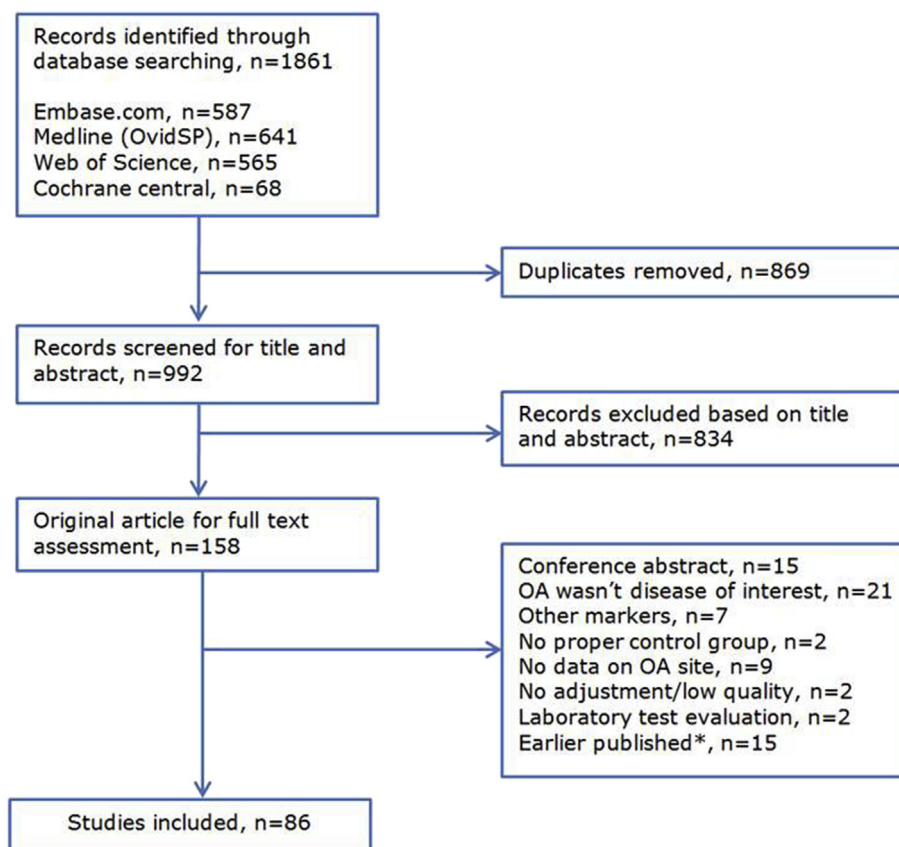 Records identified through
database searching, n=1861
Embase.com, n=587
Medline (OvidSP), n=641
Web of Science, n=565
Cochrane central, n=68
Duplicates removed, n=869
Records screened for title and
abstract, n=992
Records excluded based on title
and abstract, n=834
Original article for full text
assessment, n=158
Conference abstract, n=15
OA wasn't disease of interest, n=21
Other markers, n=7
No proper control group, n=2
No data on OA site, n=9
No adjustment/low quality, n=2
Laboratory test evaluation, n=2
Earlier published*, n=15
Studies included, n=86